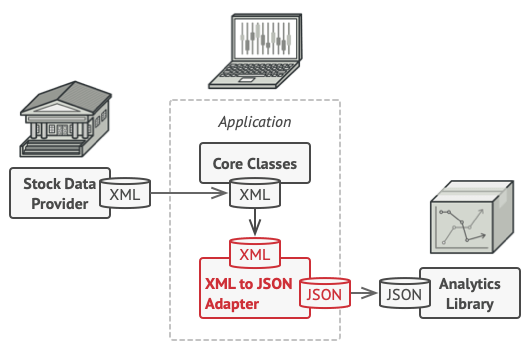 Application
Stock Data
Provider
XML
Core Classes
XML
XML
XML to JSON
Adapter
JSON
JSON
Analytics
Library